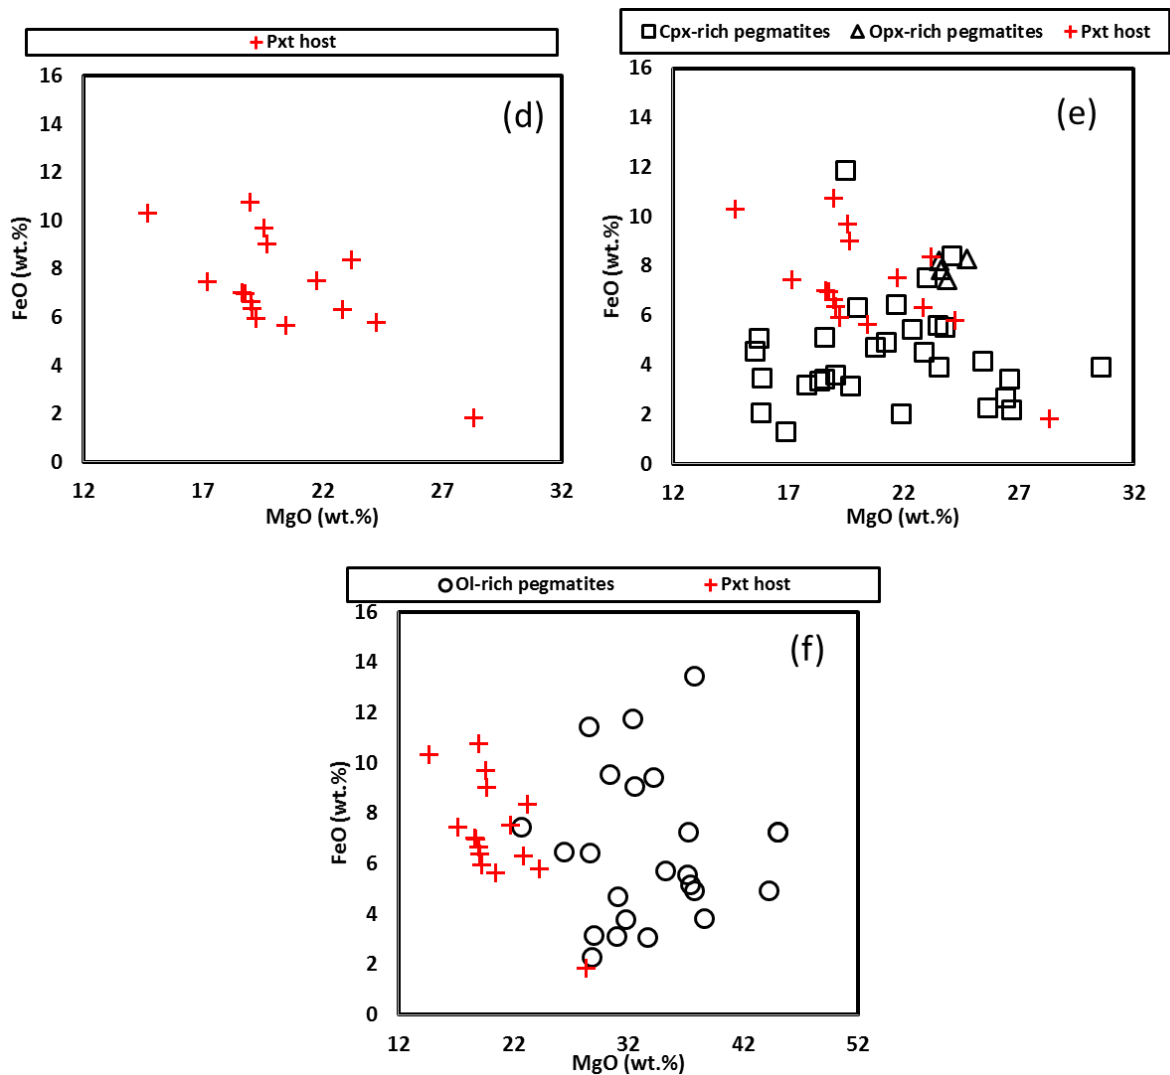 Pxt host
16
14
12
10
8
6
4
2
0
FeO (wt.%)
(d)
12 17 22 27 32
MgO (wt.%)
Cpx-rich pegmatites Opx-rich pegmatites Pxt host
16
14
12
10
8
6
4
2
0
FeO (wt.%)
(e)
12 17 22 27 32
MgO (wt.%)
Ol-rich pegmatites Pxt host
16
14
12
10
8
6
4
2
0
FeO (wt.%)
(f)
12 22 32 42 52
MgO (wt.%)